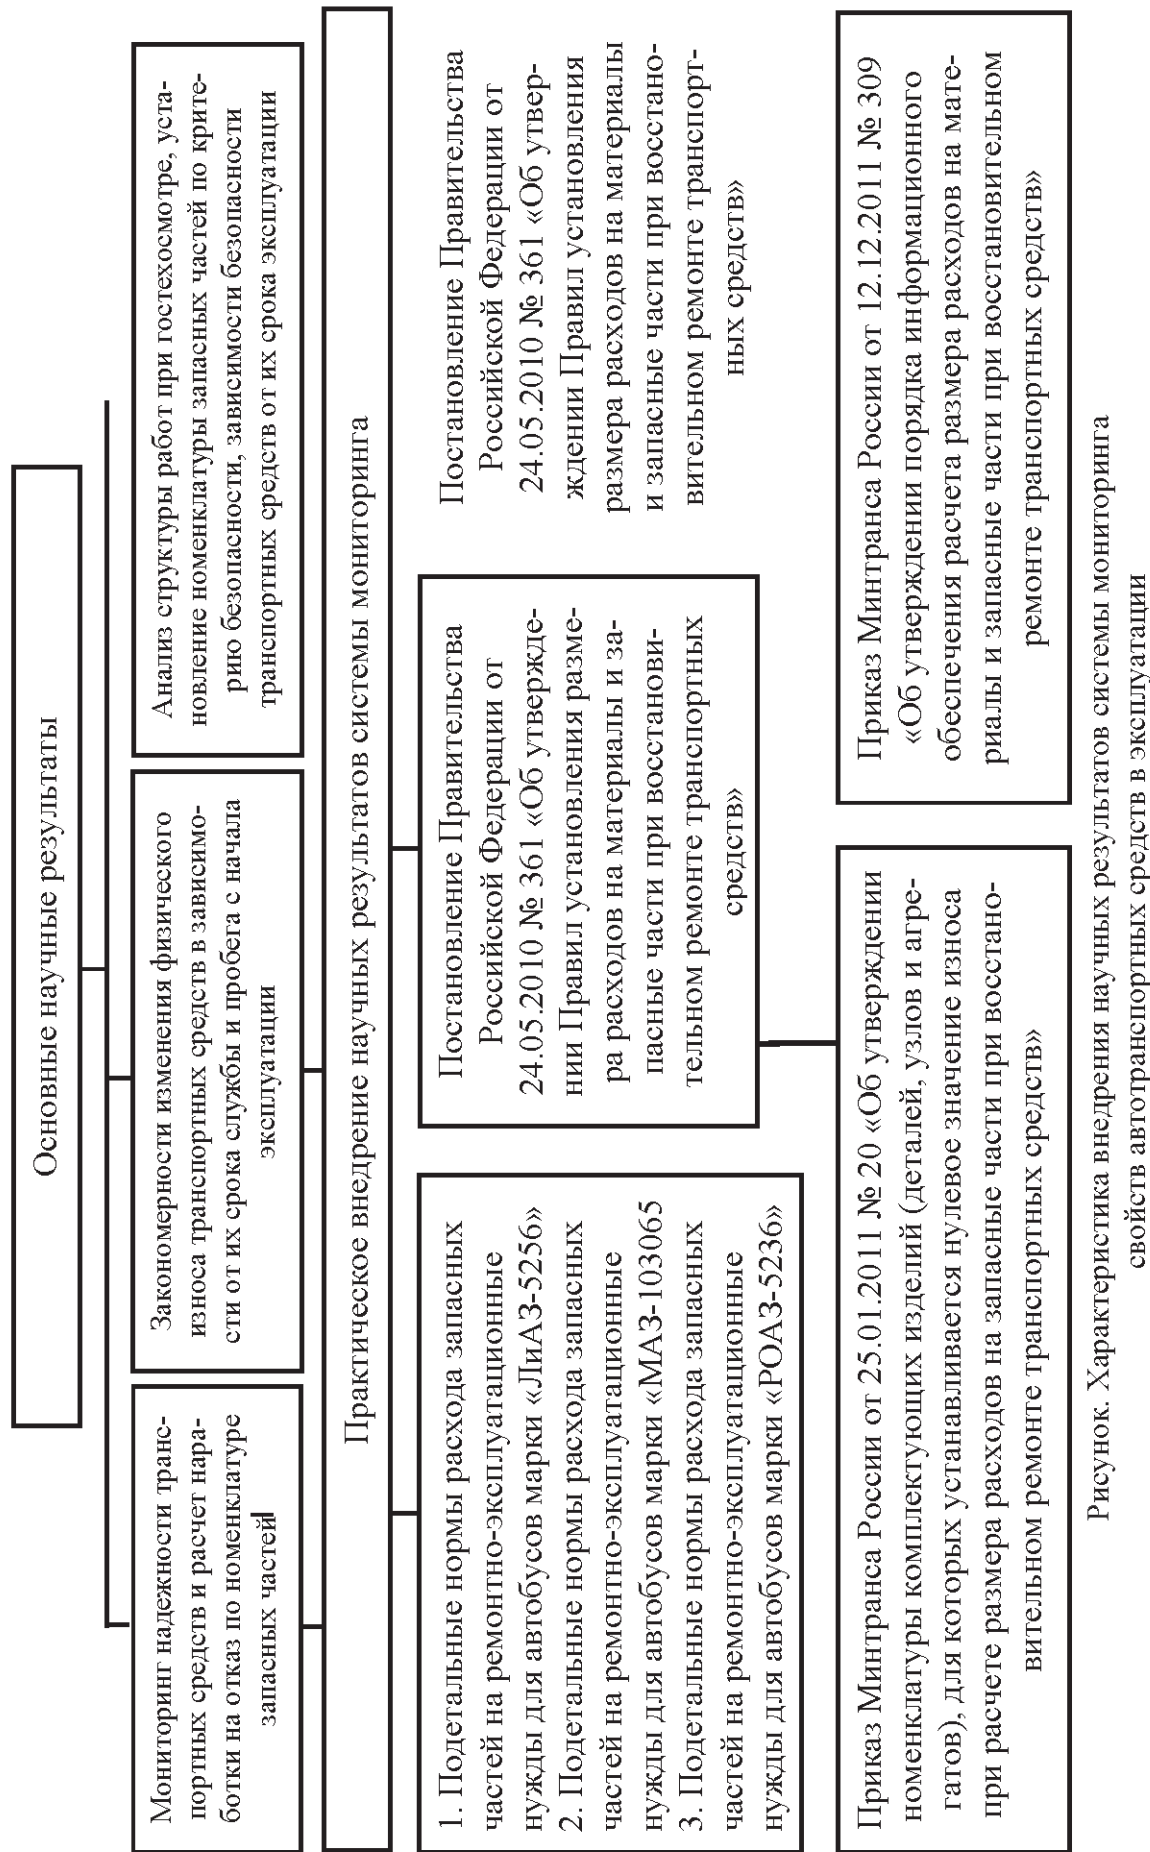 Основные научные результаты
Мониторинг надежности транс-
портных средств и расчет нара-
ботки на отказ по номенклатуре
запасных частей
Закономерности изменения физического
износа транспортных средств в зависимо-
сти от их срока службы и пробега с начала
эксплуатации
Анализ структуры работ при гостехосмотре, уста-
новление номенклатуры запасных частей по крите-
рию безопасности, зависимости безопасности
транспортных средств от их срока эксплуатации
Практическое внедрение научных результатов системы мониторинга
1. Подетальные нормы расхода запасных
частей на ремонтно-эксплуатационные
нужды для автобусов марки «ЛиАЗ-5256»
2. Подетальные нормы расхода запасных
частей на ремонтно-эксплуатационные
нужды для автобусов марки «МАЗ-103065
3. Подетальные нормы расхода запасных
частей на ремонтно-эксплуатационные
нужды для автобусов марки «РОАЗ-5236»
Постановление Правительства
Российской Федерации от
24.05.2010 № 361 «Об утвержде-
нии Правил установления разме-
ра расходов на материалы и за-
пасные части при восстанови-
тельном ремонте транспортных
средств»
Постановление Правительства
Российской Федерации от
24.05.2010 № 361 «Об утвер-
ждении Правил установления
размера расходов на материалы
и запасные части при восстано-
вительном ремонте транспорт-
ных средств»
Приказ Минтранса России от 25.01.2011 № 20 «Об утверждении
номенклатуры комплектующих изделий (деталей, узлов и агре-
гатов), для которых устанавливается нулевое значение износа
при расчете размера расходов на запасные части при восстано-
вительном ремонте транспортных средств»
Приказ Минтранса России от 12.12.2011 № 309
«Об утверждении порядка информационного
обеспечения расчета размера расходов на мате-
риалы и запасные части при восстановительном
ремонте транспортных средств»
Рисунок. Характеристика внедрения научных результатов системы мониторинга
свойств автотранспортных средств в эксплуатации